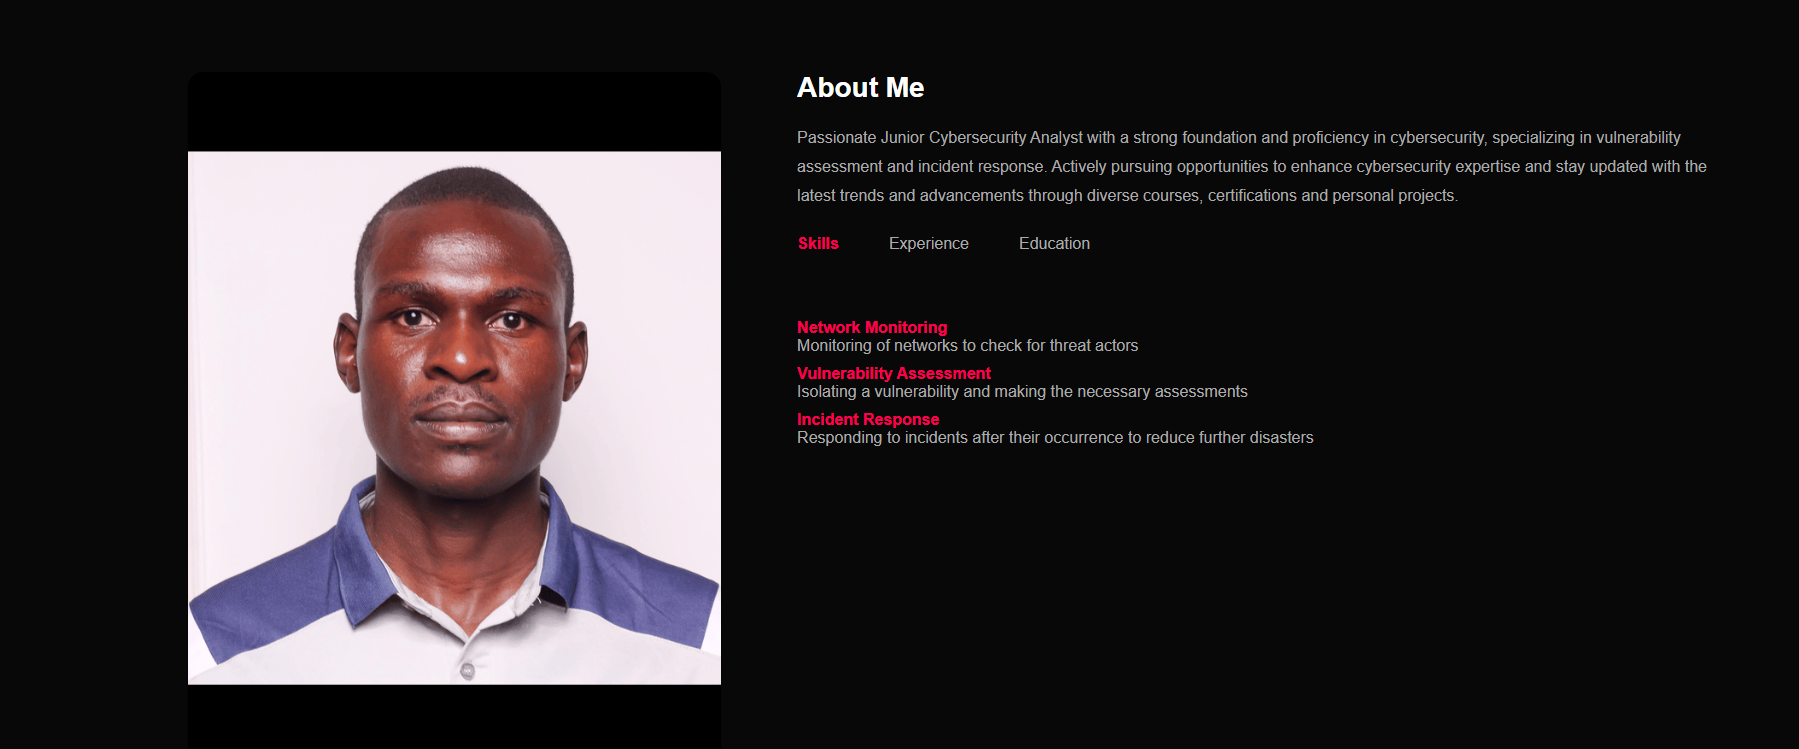 About Me
Passionate Junior Cybersecurity Analyst with a strong foundation and proficiency in cybersecurity, specializing in vulnerability
assessment and incident response. Actively pursuing opportunities to enhance cybersecurity expertise and stay updated with the
latest trends and advancements through diverse courses, certifications and personal projects.
Skills Experience Education
Network Monitoring
Monitoring of networks to check for threat actors
Vulnerability Assessment
Isolating a vulnerability and making the necessary assessments
Incident Response
Responding to incidents after their occurrence to reduce further disasters